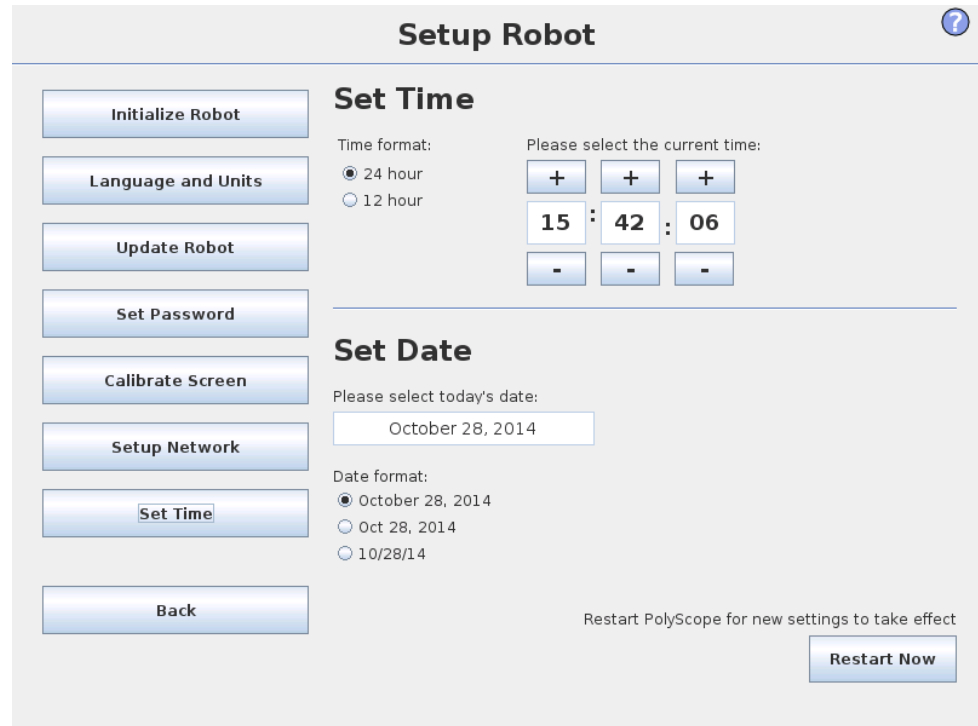 Setup Robot
?
Initialize Robot
Language and Units
Update Robot
Set Password
Calibrate Screen
Setup Network
Set Time
Back
Set Time
Time format:
24 hour
12 hour
Please select the current time:
+ + +
15 : 42 : 06
- - -
Set Date
Please select today's date:
October 28, 2014
Date format:
October 28, 2014
Oct 28, 2014
10/28/14
Restart PolyScope for new settings to take effect
Restart Now